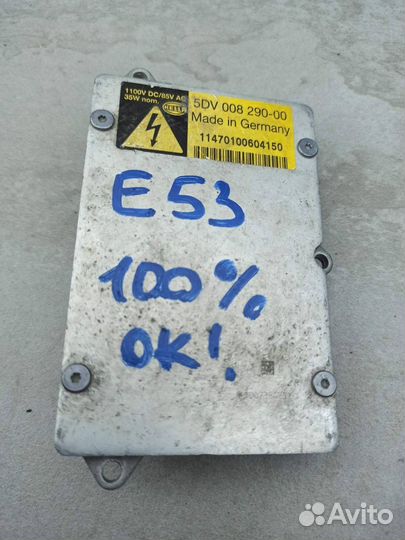 1100V DC/85V AC
35W nom.
HELLA
5DV 008 290-00
Made in Germany
11470100604150
E53
100%
OK!
Avito